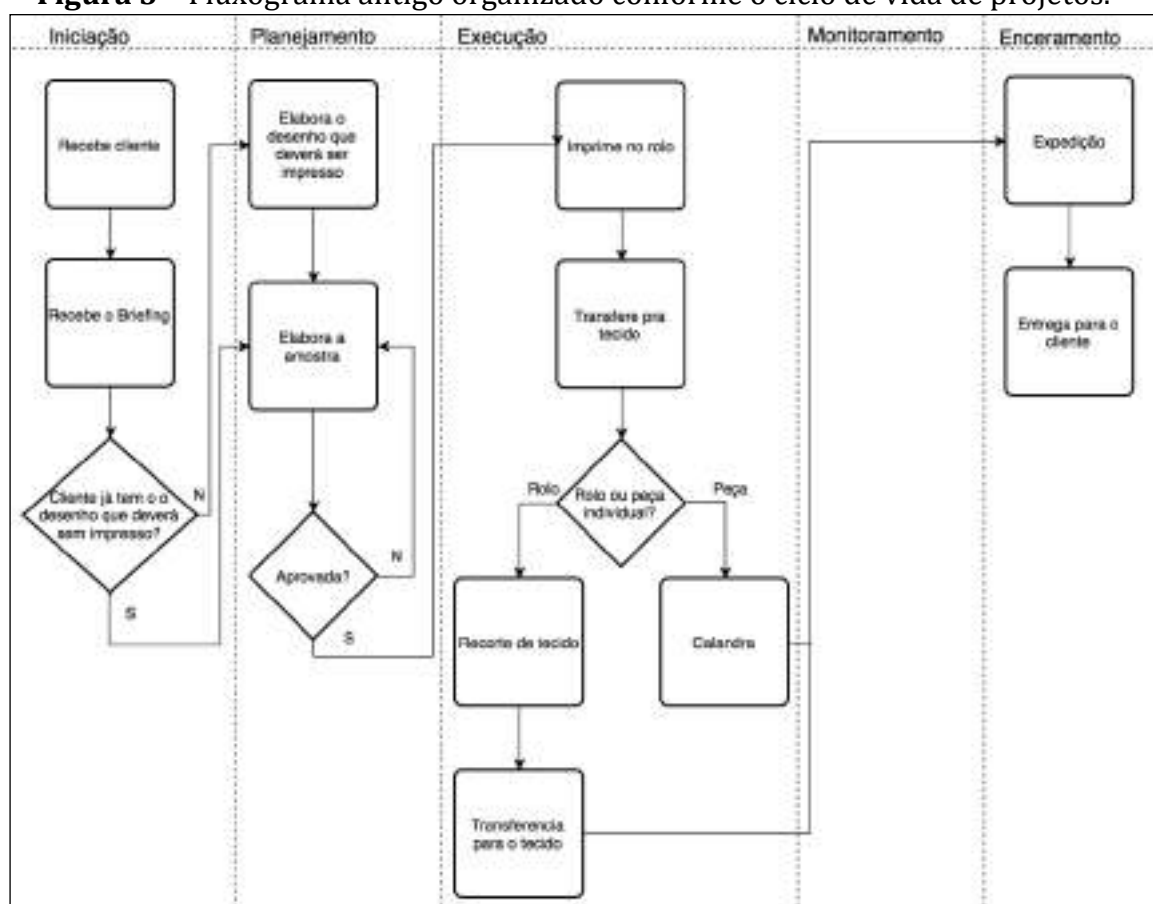 Fluxograma antigo organizado conforme o ciclo de vida de projetos.
Iniciação
Planejamento
Execução
Monitoramento
Enceramento
Recebe cliente
Recebe o Briefing
Cliente já tem o o
desenho que deverá
sem impresso?
N
S
Elabora o
desenho que
deverá ser
impresso
Elabora a
amostra
Aprovada?
N
S
Imprime no rolo
Transfere pra
tecido
Rolo ou peça
individual?
Rolo
Peça
Recorte de tecido
Calandra
Transferencia
para o tecido
Expedição
Entrega para o
cliente